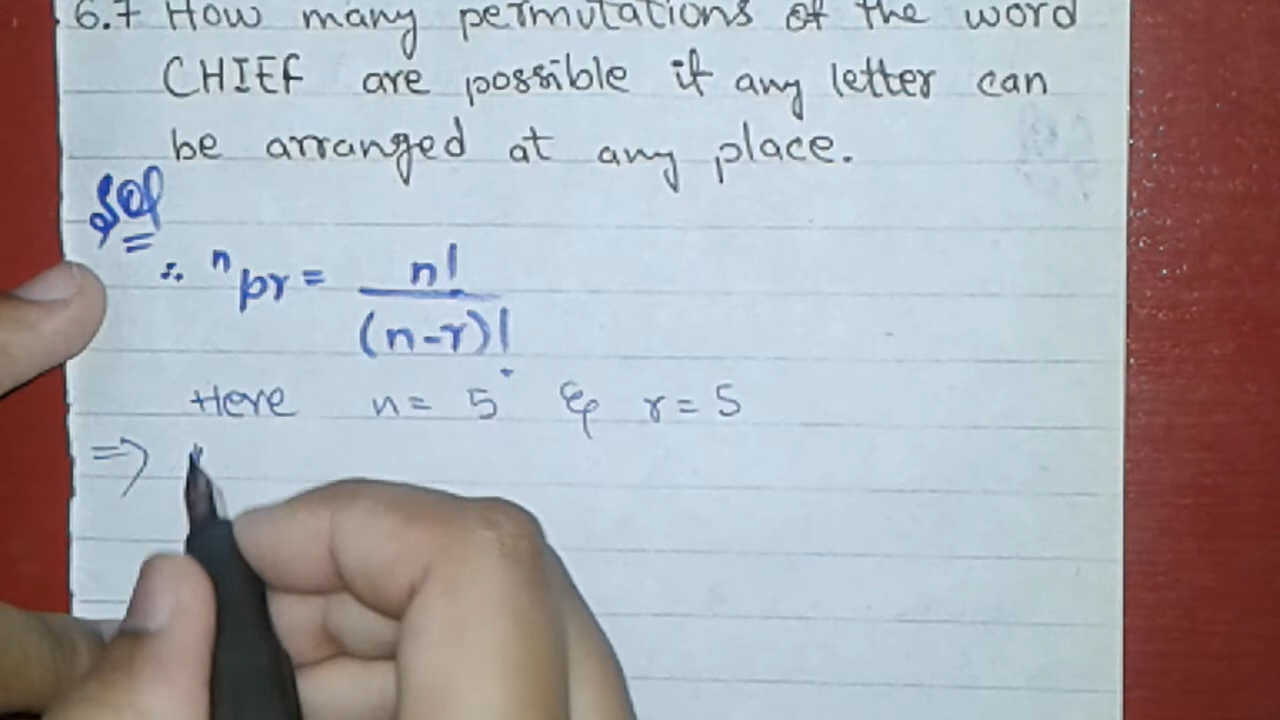 6.7 How many permutations of the word
CHIEF are possible if any letter can
be arranged at any place.
Sol
∴ ⁿpr = n! / (n-r)!
Here n = 5 & r = 5
⇒